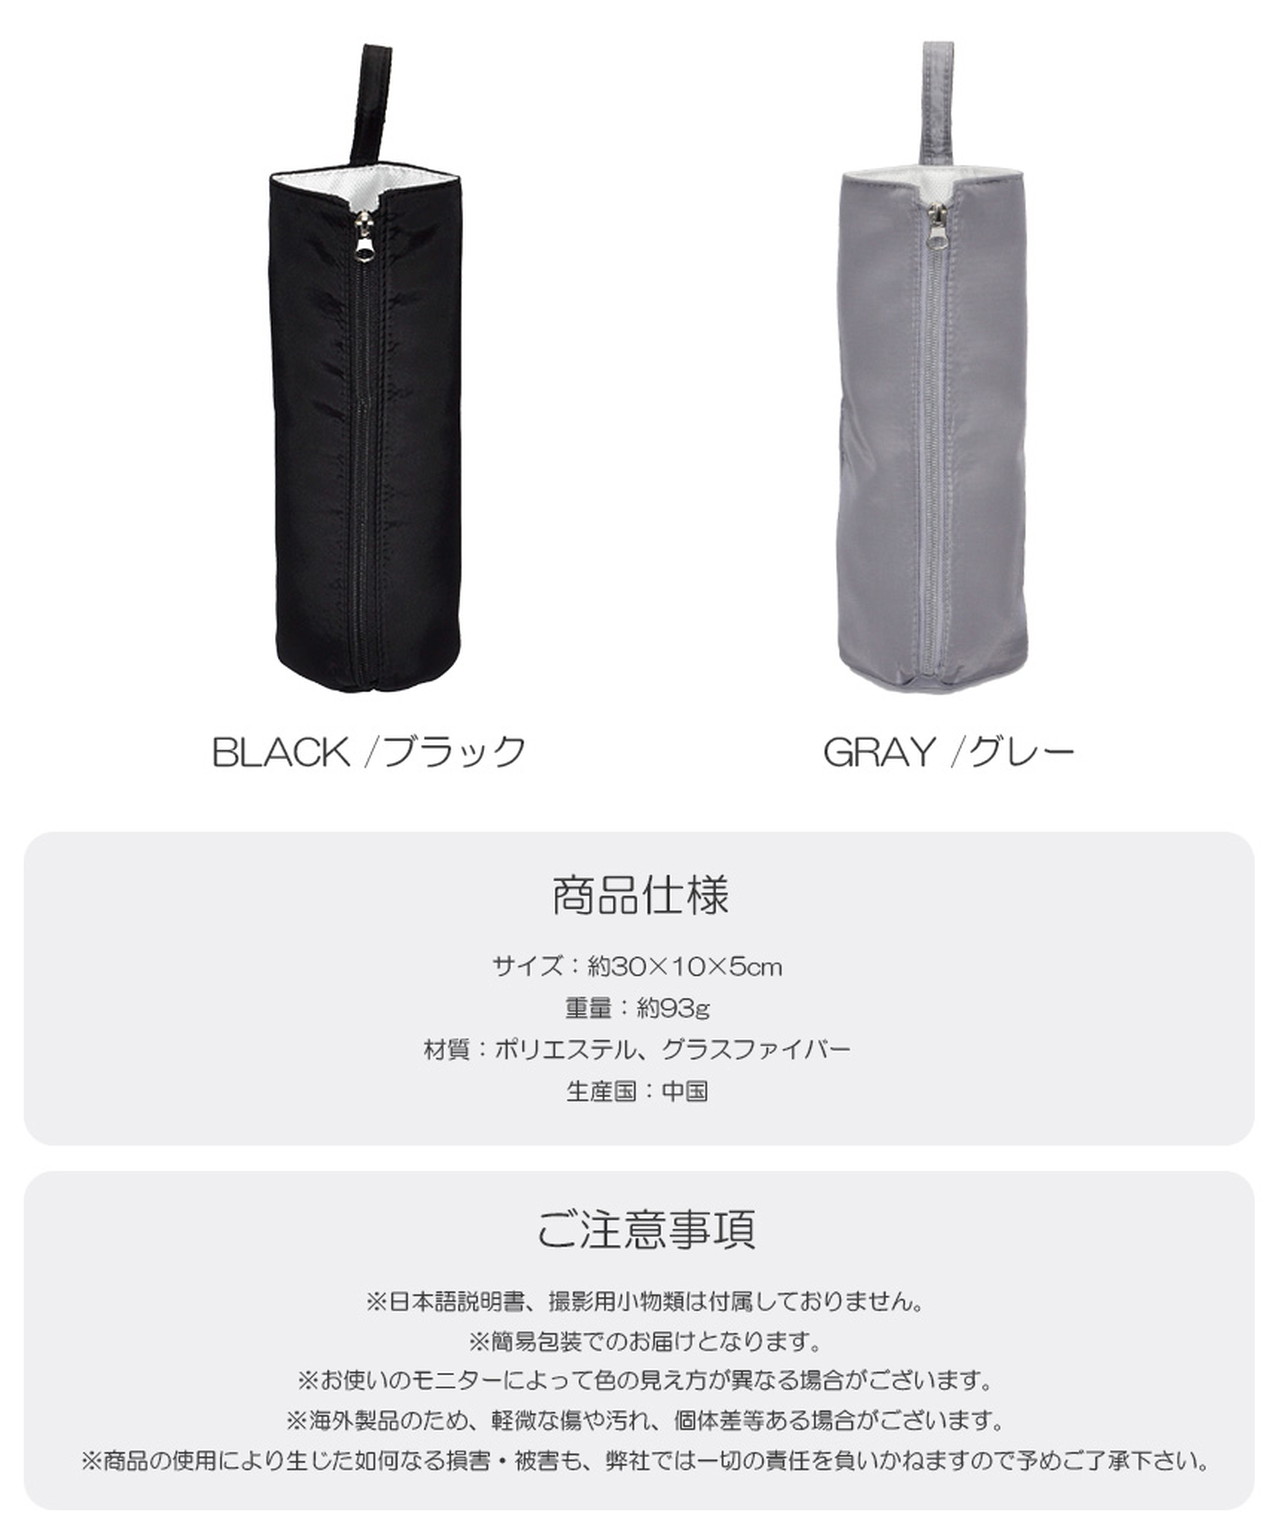 BLACK /ブラック
GRAY /グレー
商品仕様
サイズ：約30×10×5cm
重量：約93g
材質：ポリエステル、グラスファイバー
生産国：中国
ご注意事項
※日本語説明書、撮影用小物類は付属しておりません。
※簡易包装でのお届けとなります。
※お使いのモニターによって色の見え方が異なる場合がございます。
※海外製品のため、軽微な傷や汚れ、個体差等ある場合がございます。
※商品の使用により生じた如何なる損害・被害も、弊社では一切の責任を負いかねますので予めご了承下さい。